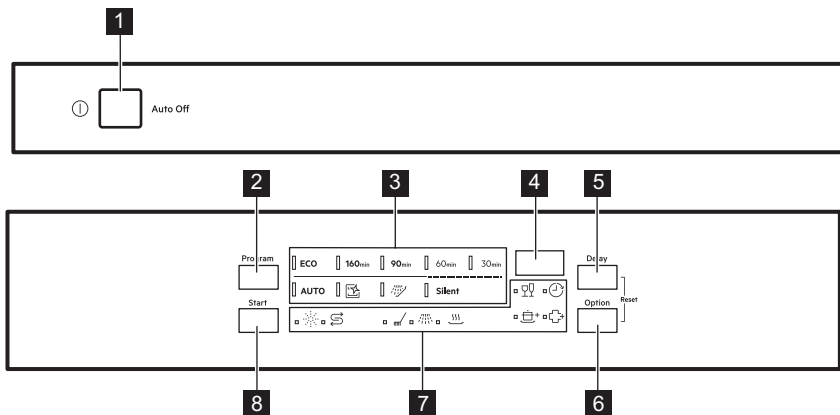 1
Auto Off
2 3 4 5
Program Delay
ECO 160min 90min 60min 30min
AUTO Silent
Reset
Start Option
8 7 6